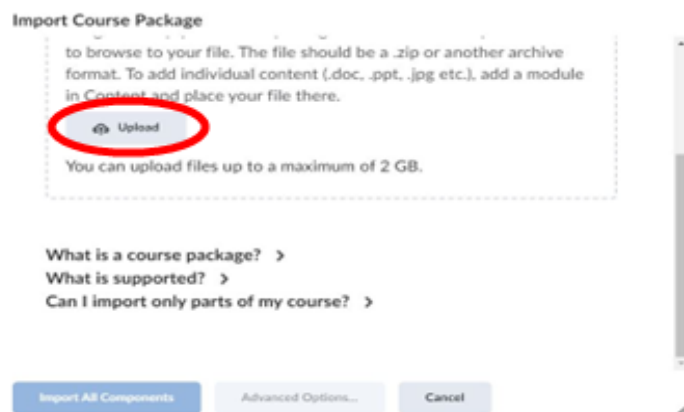 Import Course Package
to browse to your file. The file should be a .zip or another archive
format. To add individual content (.doc, .ppt, .jpg etc.), add a module
in Content and place your file there.
Upload
You can upload files up to a maximum of 2 GB.
What is a course package? >
What is supported? >
Can I import only parts of my course? >
Import All Components
Advanced Options...
Cancel